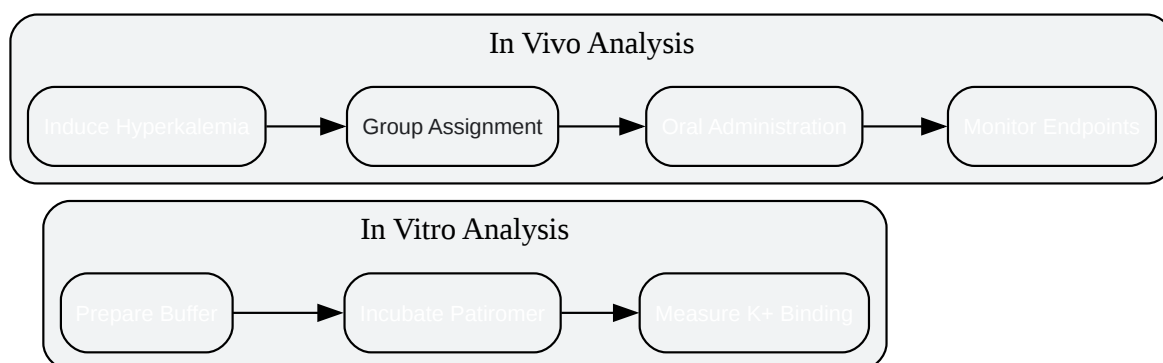 In Vivo Analysis
Induce Hyperkalemia
Group Assignment
Oral Administration
Monitor Endpoints
In Vitro Analysis
Prepare Buffer
Incubate Patiromer
Measure K+ Binding